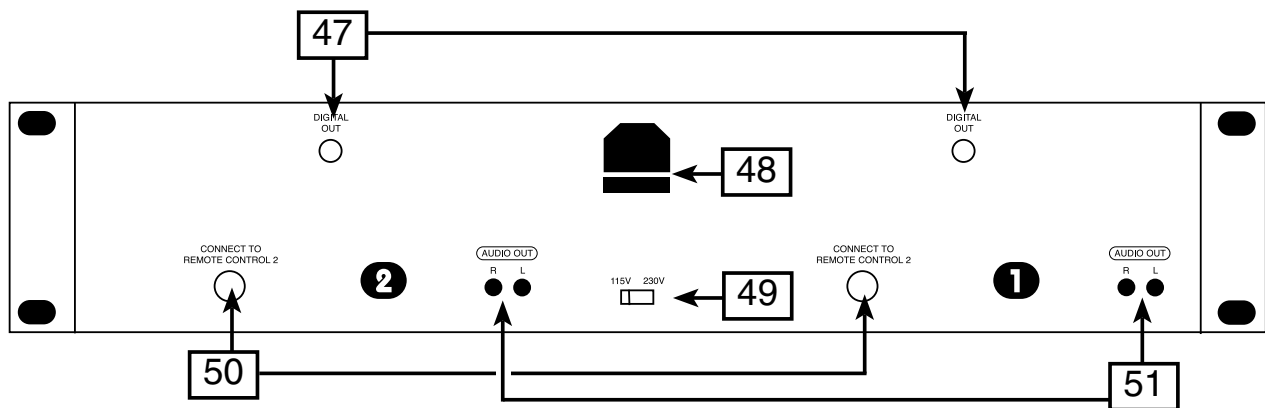 47
DIGITAL
OUT
DIGITAL
OUT
48
CONNECT TO
REMOTE CONTROL 2
2
AUDIO OUT
R L
115V 230V
49
CONNECT TO
REMOTE CONTROL 2
1
AUDIO OUT
R L
50
51